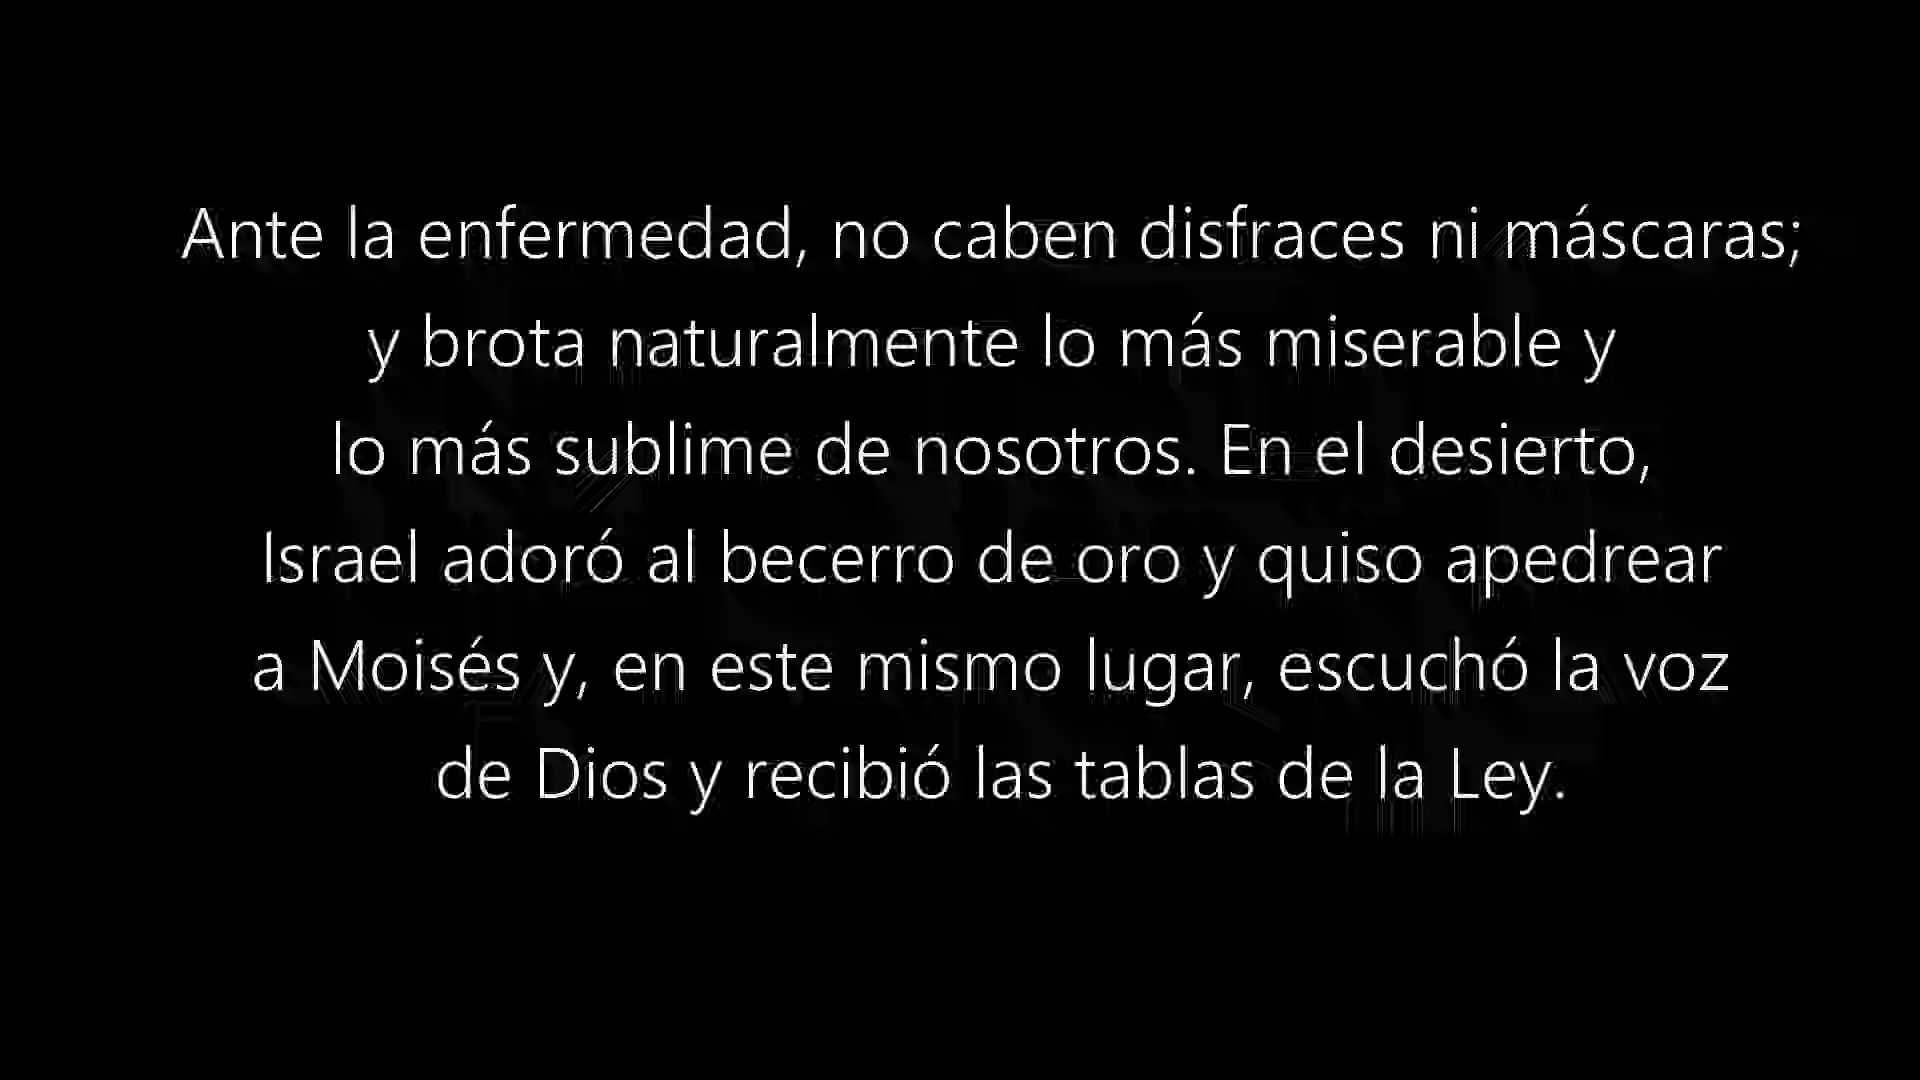 Ante la enfermedad, no caben disfraces ni máscaras;
y brota naturalmente lo más miserable y
lo más sublime de nosotros. En el desierto,
Israel adoró al becerro de oro y quiso apedrear
a Moisés y, en este mismo lugar, escuchó la voz
de Dios y recibió las tablas de la Ley.